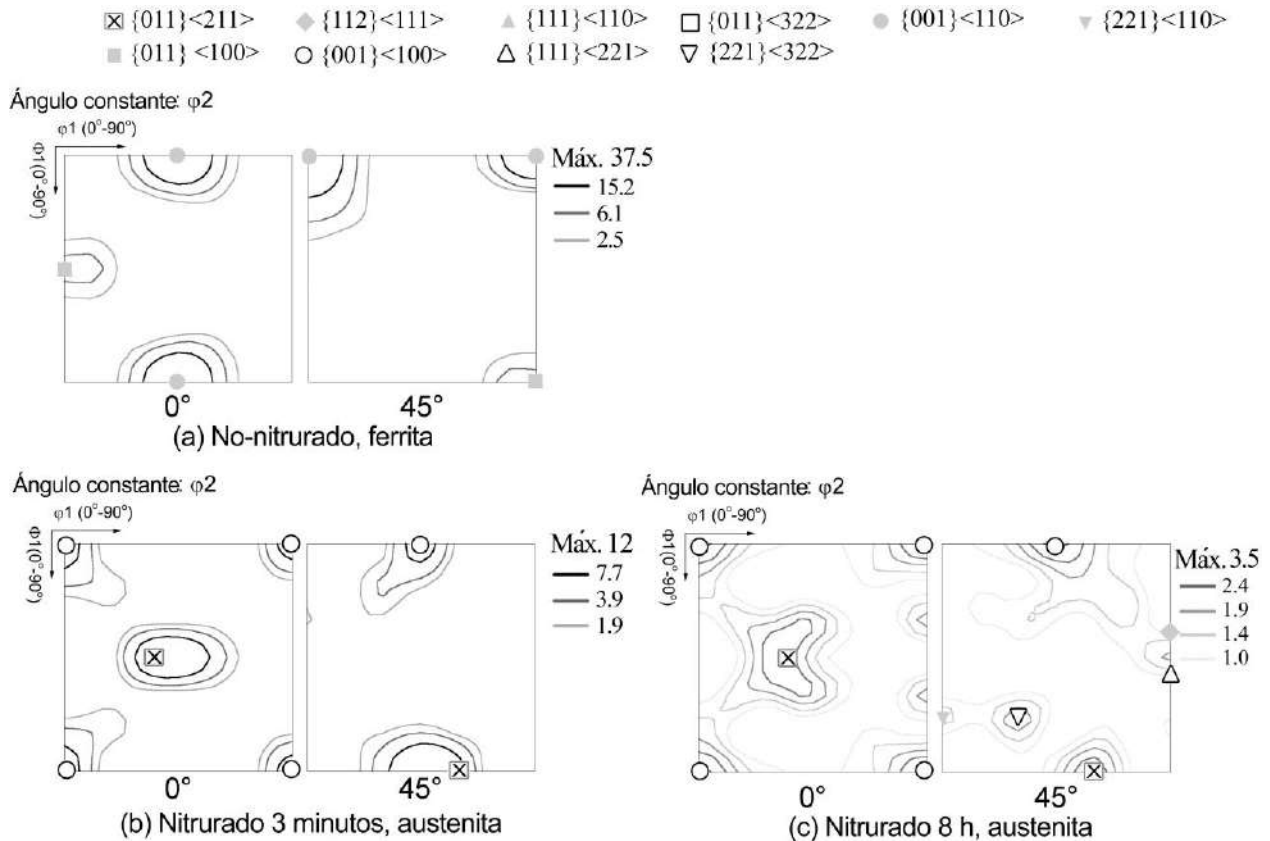 {011}<211> {112}<111> {111}<110> {011}<322> {001}<110> {221}<110>
{011}<100> {001}<100> {111}<221> {221}<322>
Ángulo constante: φ2
φ1 (0°-90°)
Φ1(0°-90°)
Máx. 37.5
15.2
6.1
2.5
0° 45°
(a) No-nitrurado, ferrita
Ángulo constante: φ2
φ1 (0°-90°)
Φ1(0°-90°)
Máx. 12
7.7
3.9
1.9
0° 45°
(b) Nitrurado 3 minutos, austenita
Ángulo constante: φ2
φ1 (0°-90°)
Φ1(0°-90°)
Máx. 3.5
2.4
1.9
1.4
1.0
0° 45°
(c) Nitrurado 8 h, austenita